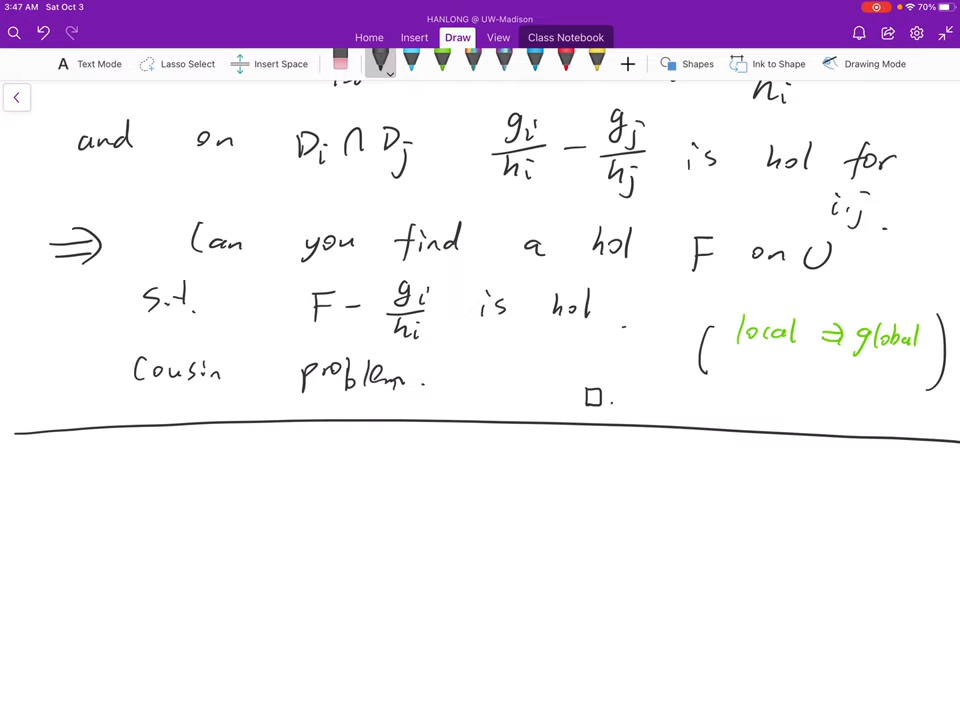 3:47 AM Sat Oct 3
70%
HANLONG @ UW-Madison
Home Insert Draw View Class Notebook
A Text Mode Lasso Select Insert Space Shapes Ink to Shape Drawing Mode
hi
and on Di ∩ Dj gi/hi − gj/hj is hol for
i,j.
⇒ Can you find a hol F on U
s.t. F − gi/hi is hol.
(local ⇒ global)
Cousin problem.
□.